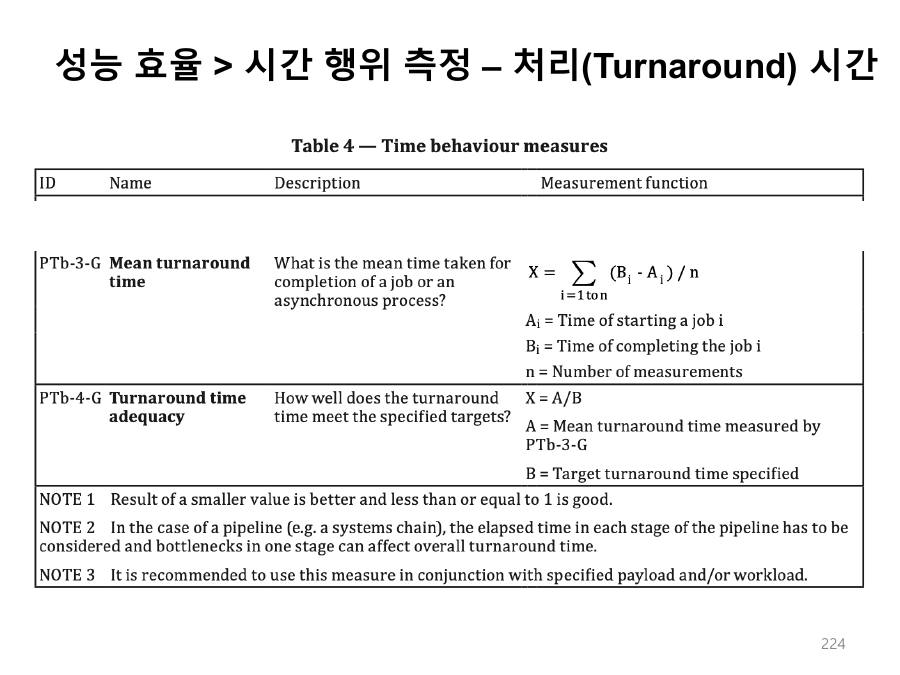 성능 효율 > 시간 행위 측정 – 처리(Turnaround) 시간
Table 4 — Time behaviour measures
ID Name Description Measurement function
PTb-3-G Mean turnaround time
What is the mean time taken for
completion of a job or an
asynchronous process?
X = ∑ (Bi - Ai) / n
i=1 to n
Ai = Time of starting a job i
Bi = Time of completing the job i
n = Number of measurements
PTb-4-G Turnaround time adequacy
How well does the turnaround
time meet the specified targets?
X = A/B
A = Mean turnaround time measured by
PTb-3-G
B = Target turnaround time specified
NOTE 1 Result of a smaller value is better and less than or equal to 1 is good.
NOTE 2 In the case of a pipeline (e.g. a systems chain), the elapsed time in each stage of the pipeline has to be
considered and bottlenecks in one stage can affect overall turnaround time.
NOTE 3 It is recommended to use this measure in conjunction with specified payload and/or workload.
224